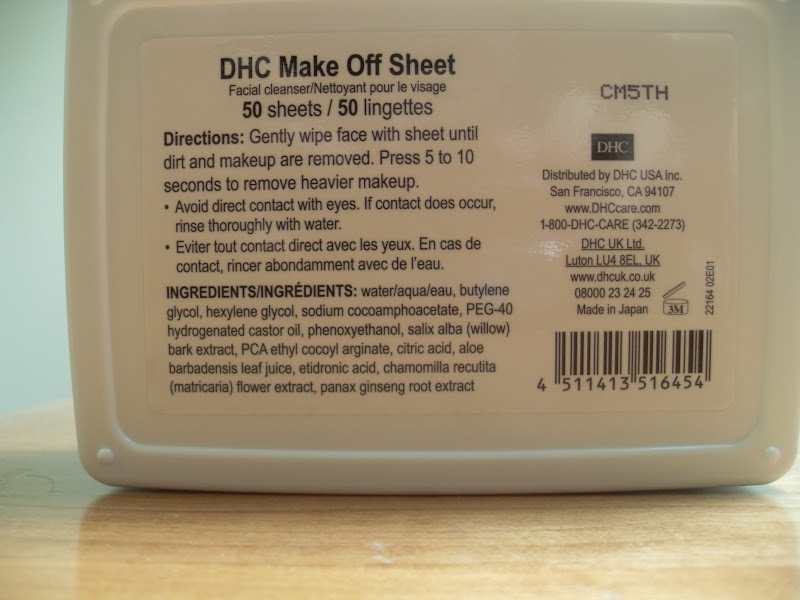 DHC Make Off Sheet
Facial cleanser/Nettoyant pour le visage
50 sheets / 50 lingettes
Directions: Gently wipe face with sheet until
dirt and makeup are removed. Press 5 to 10
seconds to remove heavier makeup.
• Avoid direct contact with eyes. If contact does occur,
rinse thoroughly with water.
• Eviter tout contact direct avec les yeux. En cas de
contact, rincer abondamment avec de l'eau.
INGREDIENTS/INGRÉDIENTS: water/aqua/eau, butylene
glycol, hexylene glycol, sodium cocoamphoacetate, PEG-40
hydrogenated castor oil, phenoxyethanol, salix alba (willow)
bark extract, PCA ethyl cocoyl arginate, citric acid, aloe
barbadensis leaf juice, etidronic acid, chamomilla recutita
(matricaria) flower extract, panax ginseng root extract
CM5TH
DHC
Distributed by DHC USA Inc.
San Francisco, CA 94107
www.DHCcare.com
1-800-DHC-CARE (342-2273)
DHC UK Ltd.
Luton LU4 8EL, UK
www.dhcuk.co.uk
08000 23 24 25
Made in Japan
3M
22164 02E01
4 511413 516454